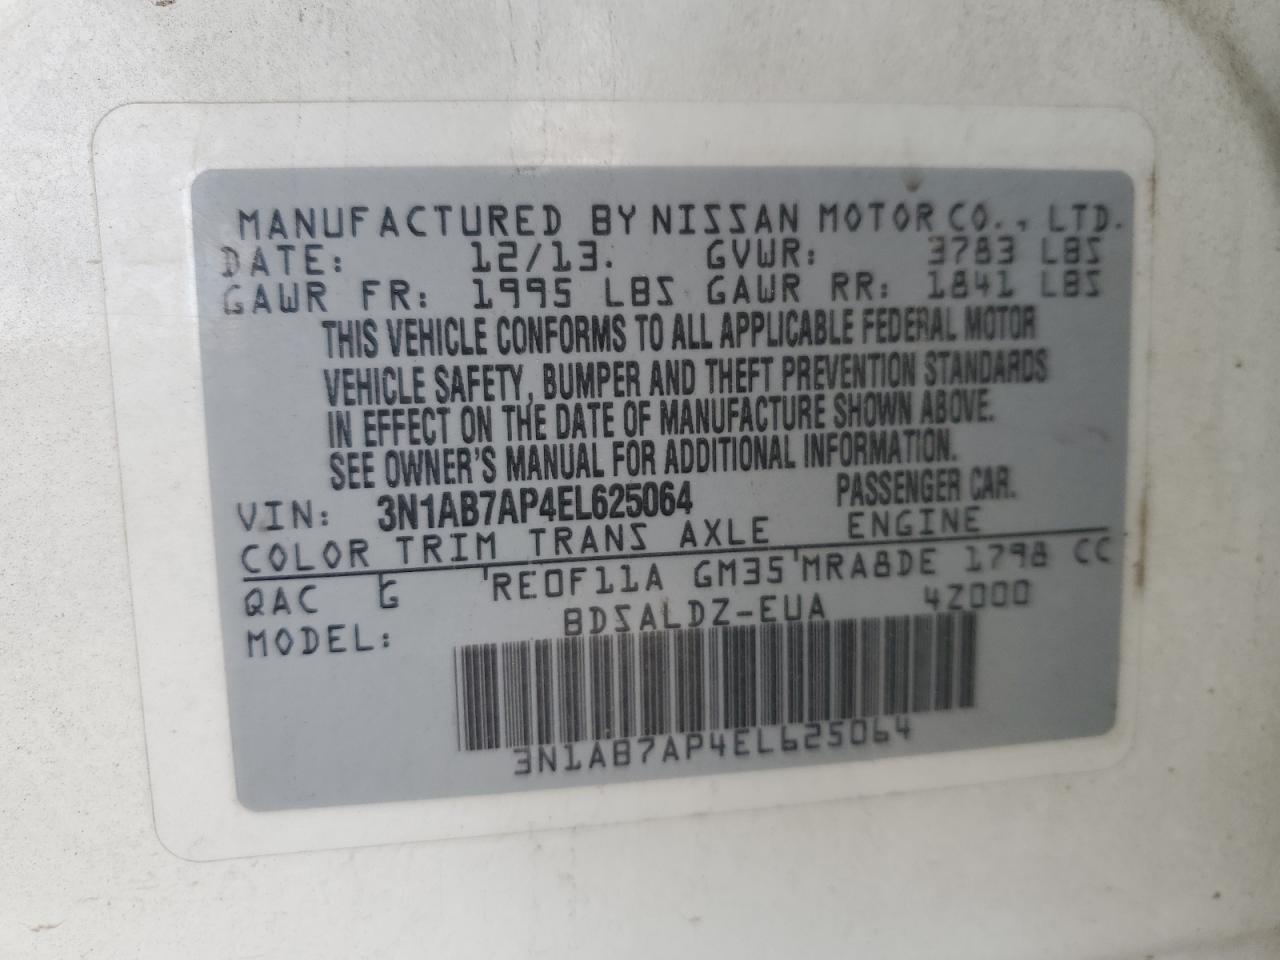 MANUFACTURED BY NISSAN MOTOR CO., LTD.
DATE: 12/13. GVWR: 3783 LBS
GAWR FR: 1995 LBS GAWR RR: 1841 LBS
THIS VEHICLE CONFORMS TO ALL APPLICABLE FEDERAL MOTOR
VEHICLE SAFETY, BUMPER AND THEFT PREVENTION STANDARDS
IN EFFECT ON THE DATE OF MANUFACTURE SHOWN ABOVE.
SEE OWNER'S MANUAL FOR ADDITIONAL INFORMATION.
VIN: 3N1AB7AP4EL625064 PASSENGER CAR.
COLOR TRIM TRANS AXLE ENGINE
QAC G RE0F11A GM35 MRA8DE 1798 CC
MODEL: BDSALDZ-EUA 4Z000
3N1AB7AP4EL625064